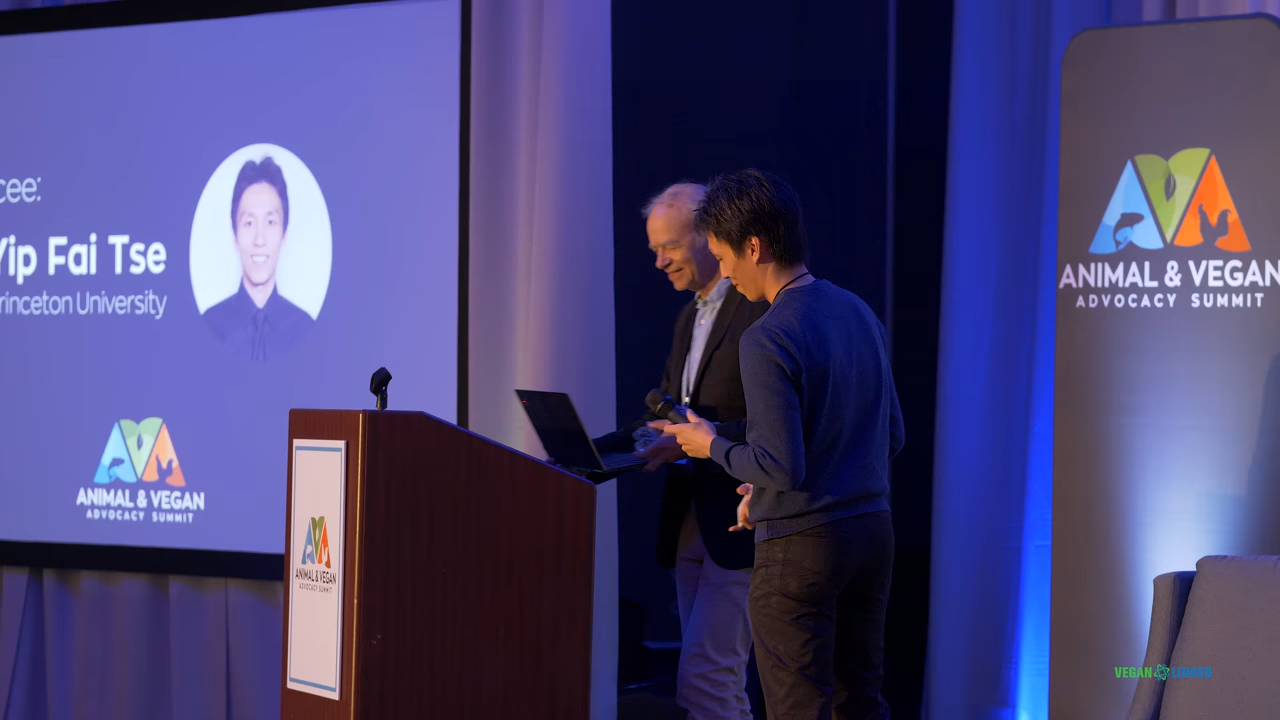 cee:
Yip Fai Tse
rinceton University
ANIMAL & VEGAN
ADVOCACY SUMMIT
ANIMAL & VEGAN
ADVOCACY SUMMIT
ANIMAL & VEGAN
ADVOCACY SUMMIT
VEGAN LINKED